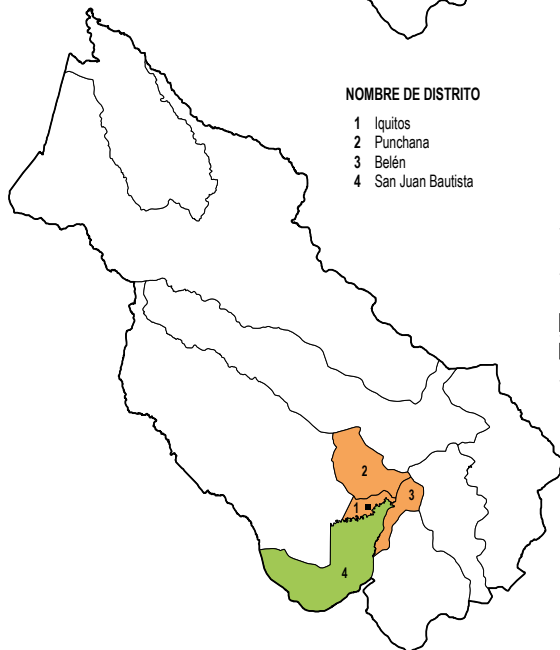 NOMBRE DE DISTRITO
1 Iquitos
2 Punchana
3 Belén
4 San Juan Bautista
2
3
1
4